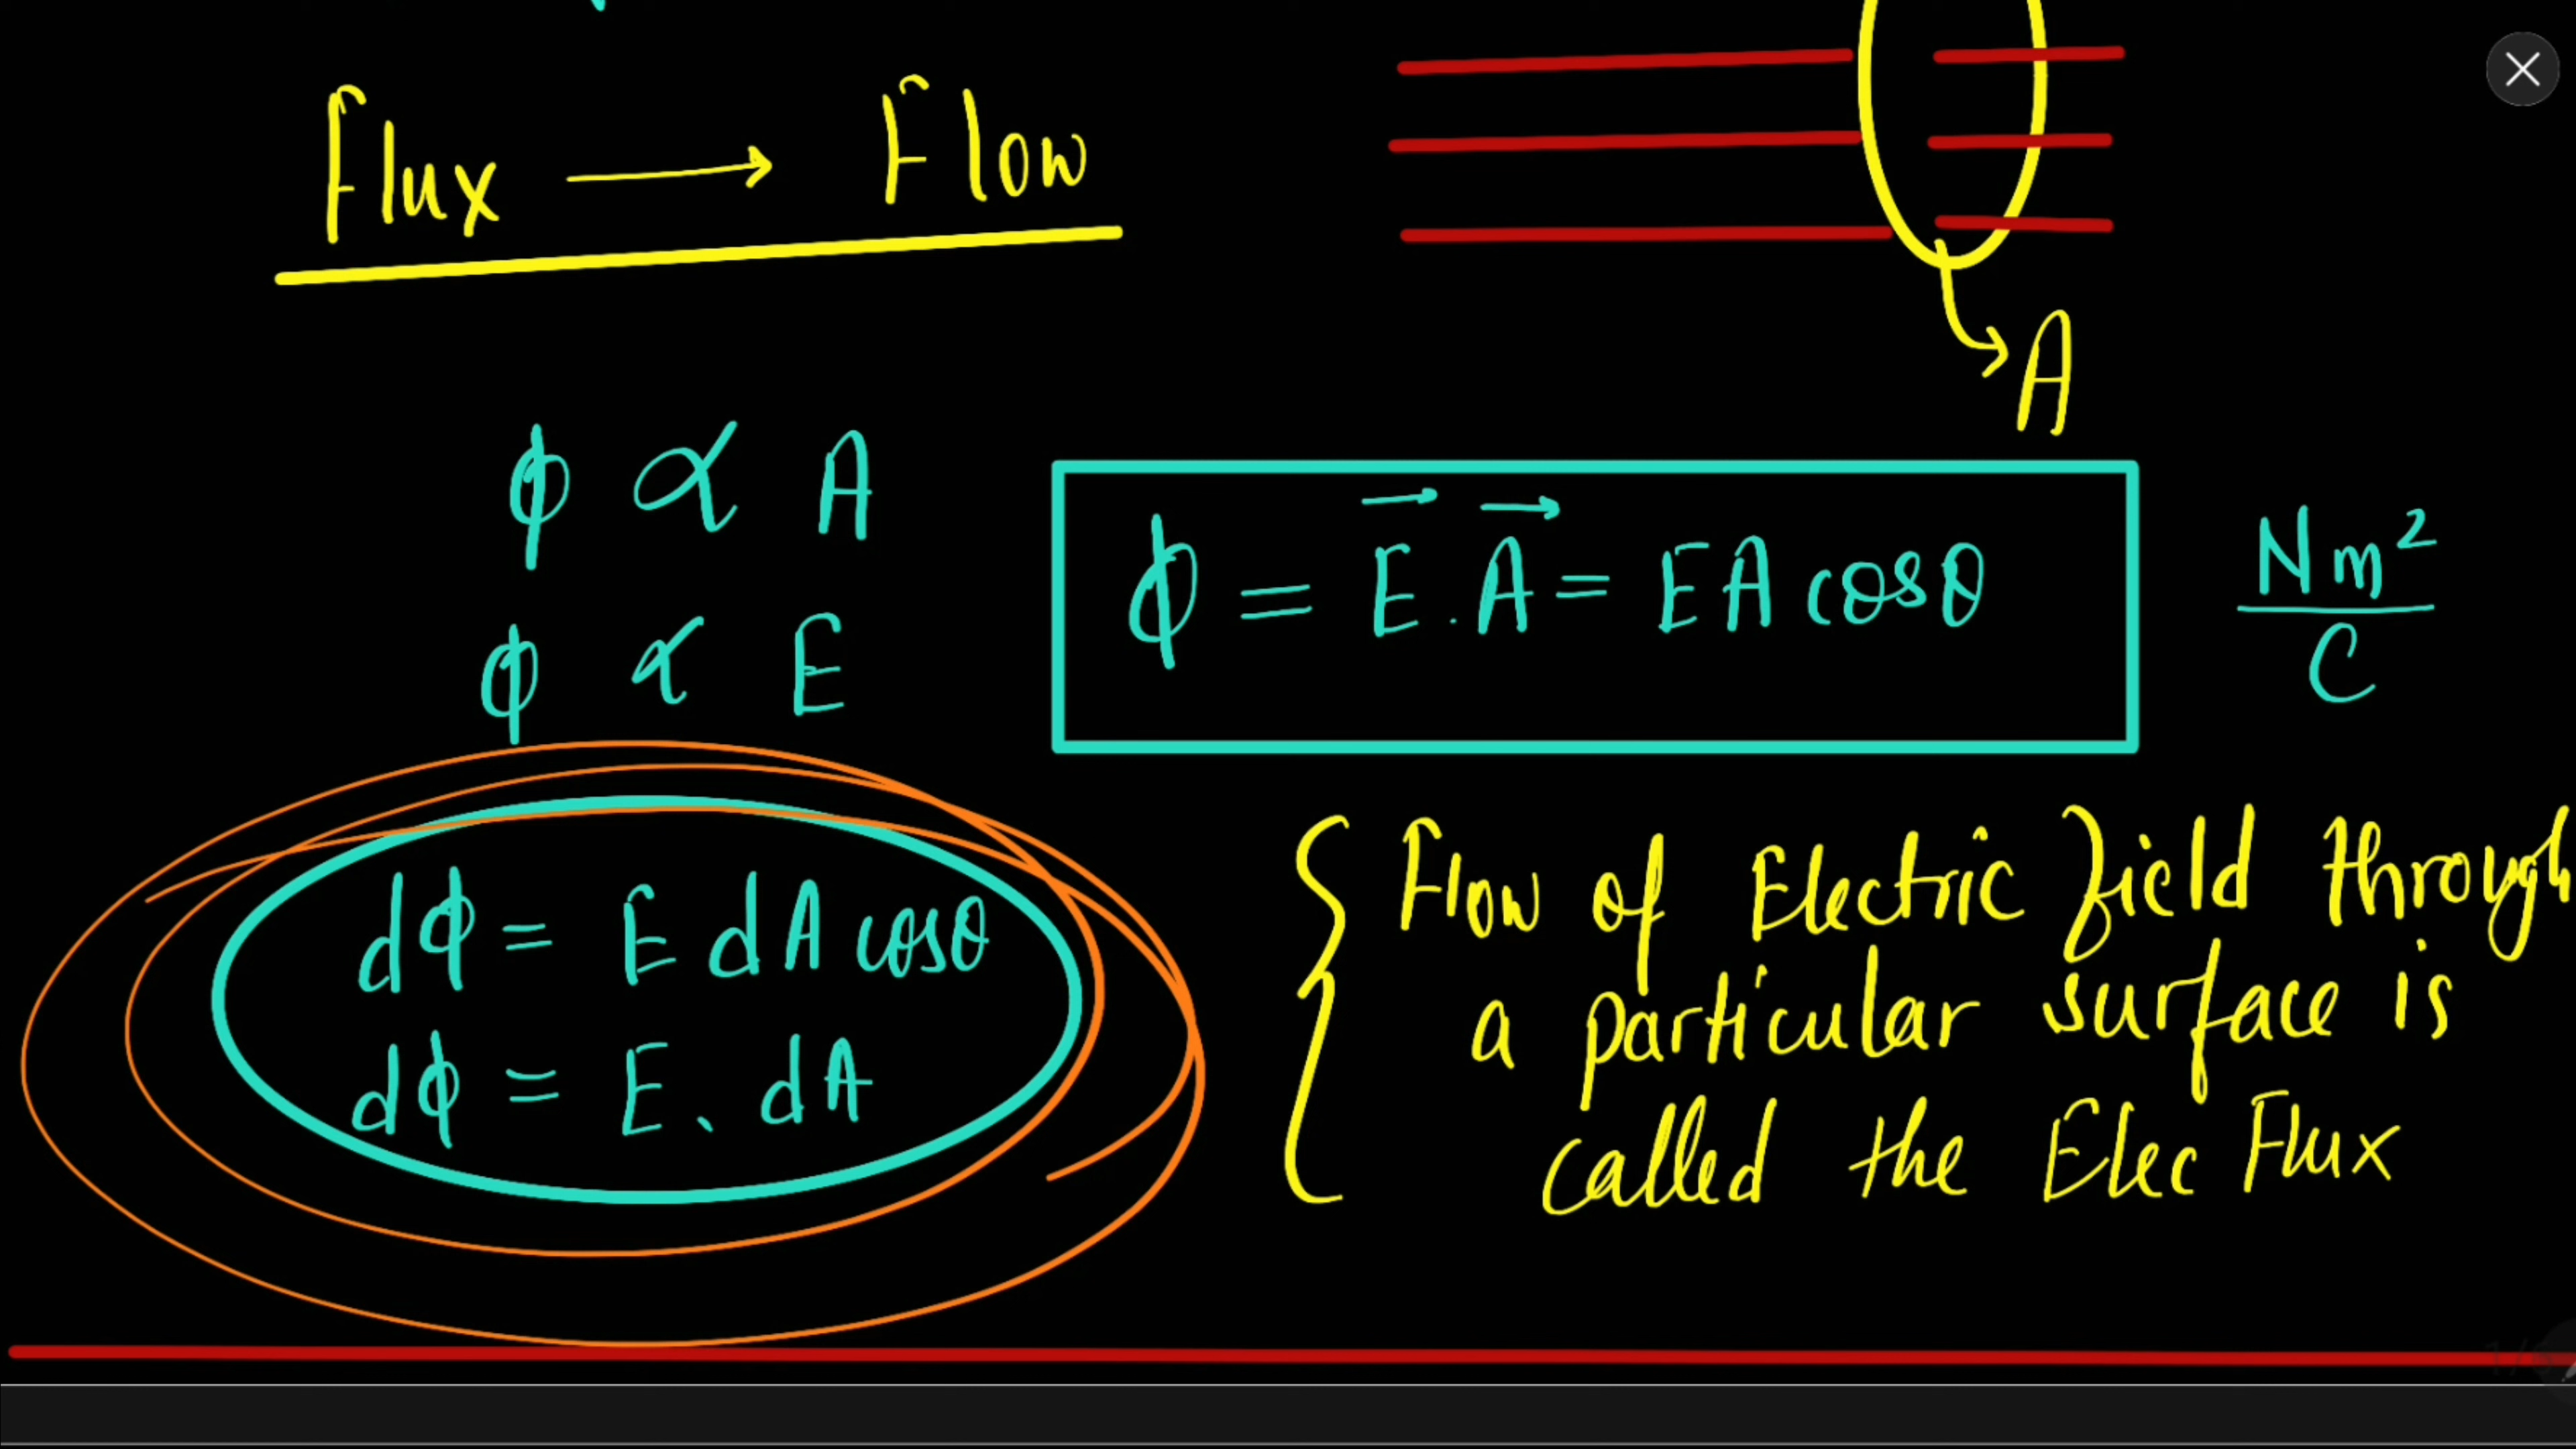 Flux → Flow
A
ϕ ∝ A
ϕ = E⃗ . A⃗ = EA cosθ
Nm²/C
ϕ ∝ E
dϕ = E dA cosθ
dϕ = E . dA
Flow of Electric field through
a particular surface is
called the Elec Flux